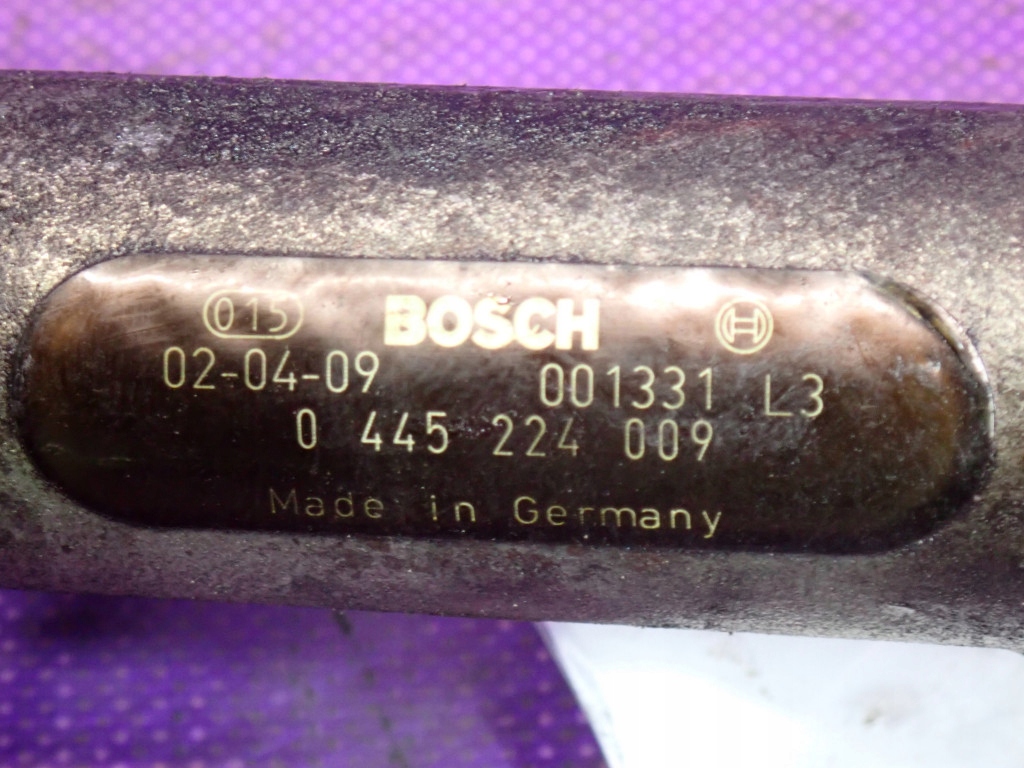 015 BOSCH
02-04-09 001331 L3
0 445 224 009
Made in Germany